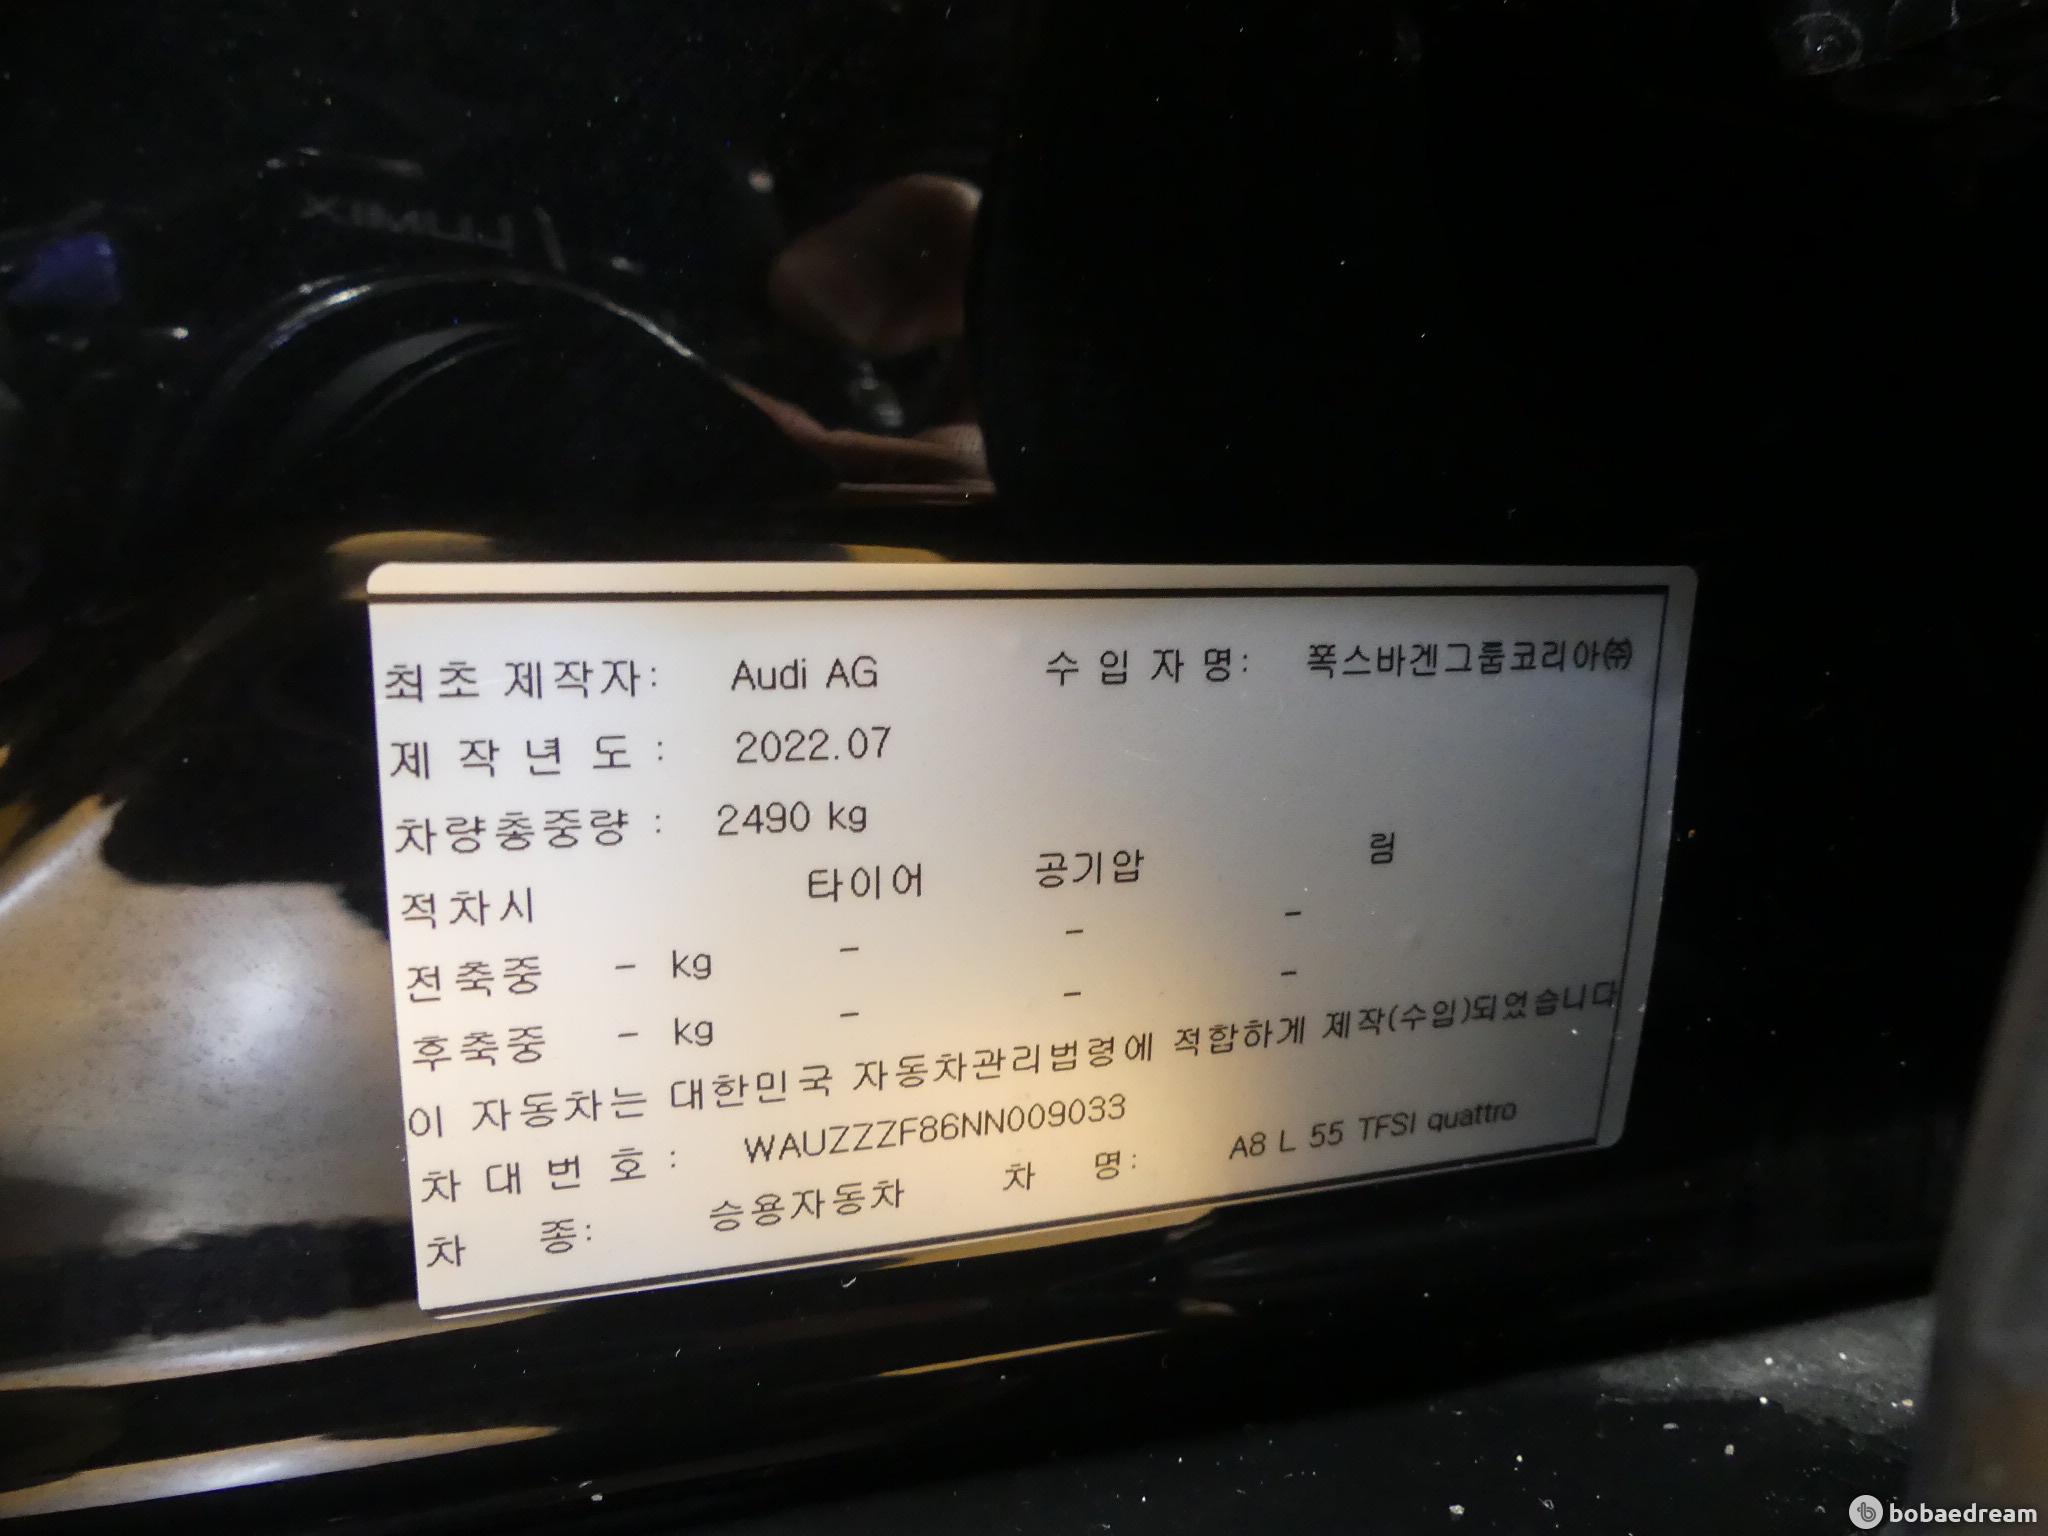 LUMIX
최초 제작자: Audi AG 수 입 자 명: 폭스바겐그룹코리아㈜
제 작 년 도 : 2022.07
차량총중량 : 2490 kg
적차시 타이어 공기압 림
전축중 - kg - - -
후축중 - kg - - -
이 자동차는 대한민국 자동차관리법령에 적합하게 제작(수입)되었습니다
차 대 번 호 : WAUZZZF86NN009033
차 종: 승용자동차 차 명: A8 L 55 TFSI quattro
bobaedream